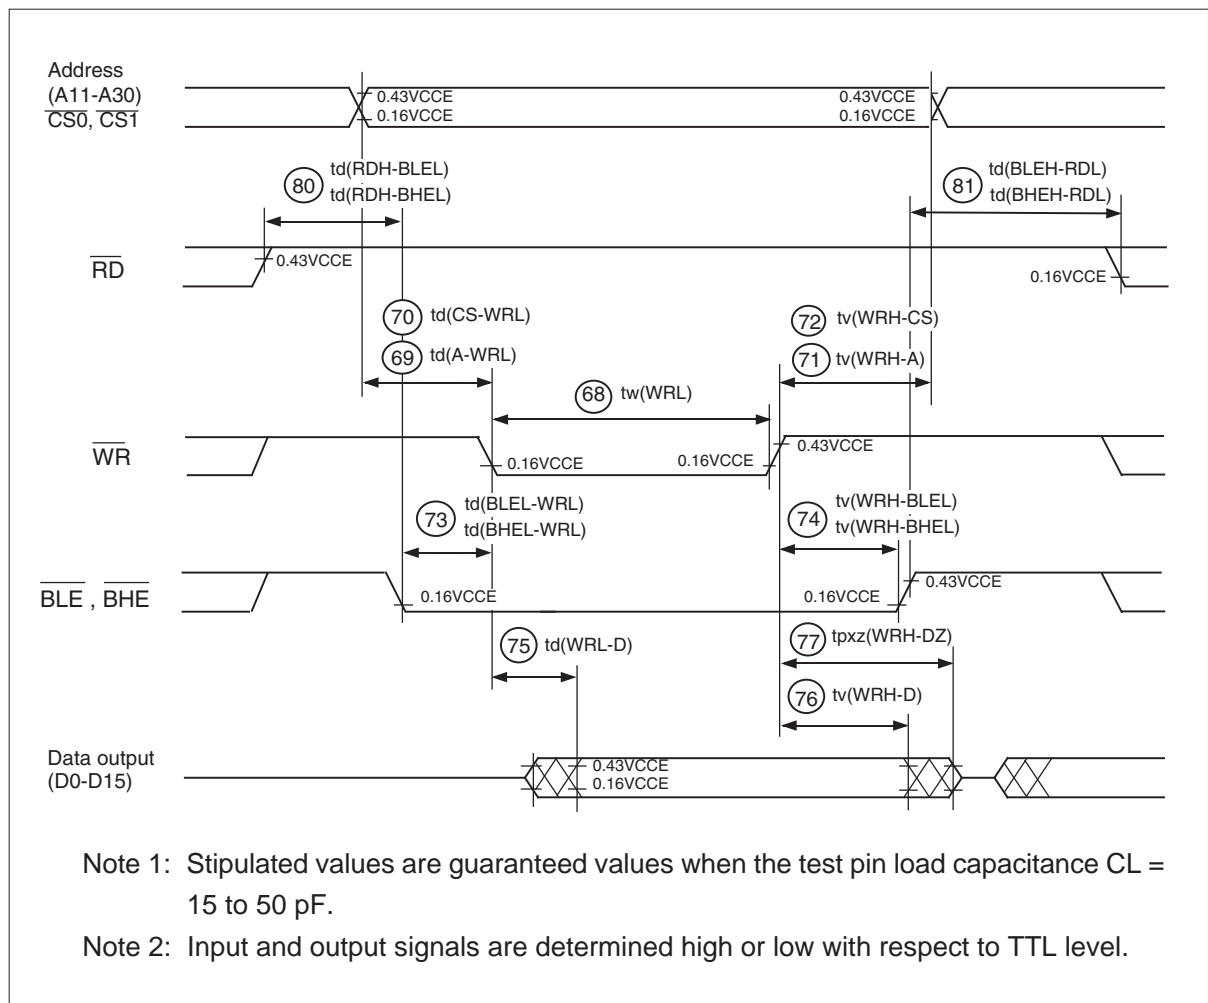 Address
(A11-A30)
CS0, CS1
0.43VCCE
0.16VCCE
0.43VCCE
0.16VCCE
80 td(RDH-BLEL)
td(RDH-BHEL)
81 td(BLEH-RDL)
td(BHEH-RDL)
RD
0.43VCCE
0.16VCCE
70 td(CS-WRL)
69 td(A-WRL)
72 tv(WRH-CS)
71 tv(WRH-A)
68 tw(WRL)
WR
0.16VCCE
0.16VCCE
0.43VCCE
73 td(BLEL-WRL)
td(BHEL-WRL)
74 tv(WRH-BLEL)
tv(WRH-BHEL)
BLE , BHE
0.16VCCE
0.16VCCE
0.43VCCE
75 td(WRL-D)
77 tpxz(WRH-DZ)
76 tv(WRH-D)
Data output
(D0-D15)
0.43VCCE
0.16VCCE
Note 1: Stipulated values are guaranteed values when the test pin load capacitance CL =
15 to 50 pF.
Note 2: Input and output signals are determined high or low with respect to TTL level.